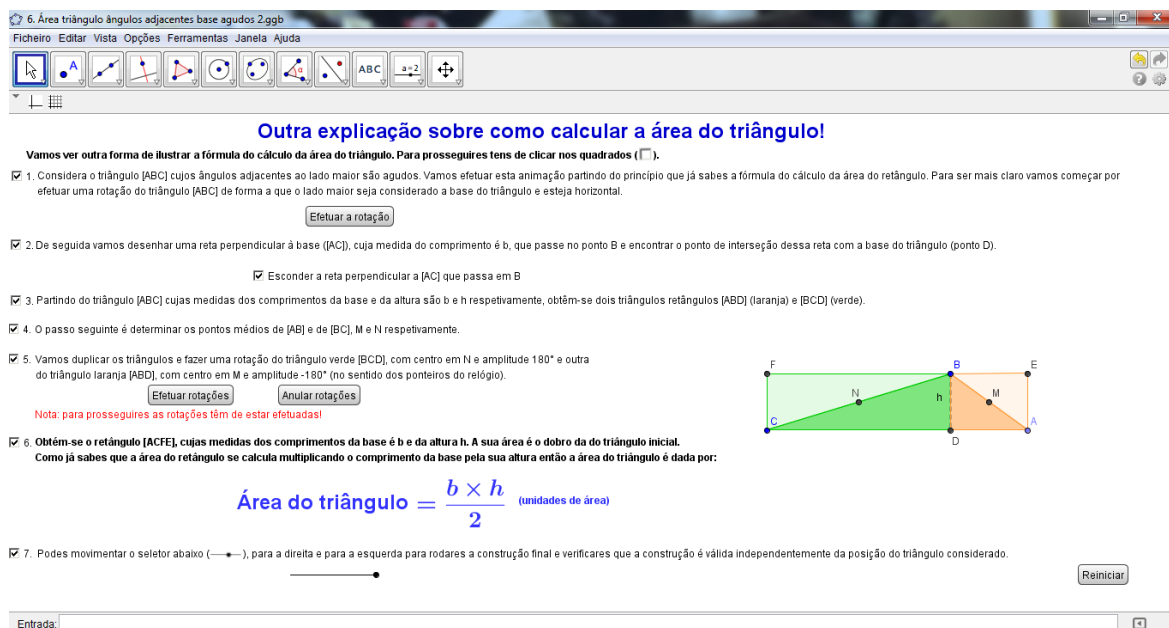 6. Área triângulo ângulos adjacentes base agudos 2.ggb
Ficheiro Editar Vista Opções Ferramentas Janela Ajuda
A
α
ABC
a=2
Outra explicação sobre como calcular a área do triângulo!
Vamos ver outra forma de ilustrar a fórmula do cálculo da área do triângulo. Para prosseguires tens de clicar nos quadrados ( ).
1. Considera o triângulo [ABC] cujos ângulos adjacentes ao lado maior são agudos. Vamos efetuar esta animação partindo do princípio que já sabes a fórmula do cálculo da área do retângulo. Para ser mais claro vamos começar por
efetuar uma rotação do triângulo [ABC] de forma a que o lado maior seja considerado a base do triângulo e esteja horizontal.
Efetuar a rotação
2. De seguida vamos desenhar uma reta perpendicular à base ([AC]), cuja medida do comprimento é b, que passe no ponto B e encontrar o ponto de interseção dessa reta com a base do triângulo (ponto D).
Esconder a reta perpendicular a [AC] que passa em B
3. Partindo do triângulo [ABC] cujas medidas dos comprimentos da base e da altura são b e h respetivamente, obtêm-se dois triângulos retângulos [ABD] (laranja) e [BCD] (verde).
4. O passo seguinte é determinar os pontos médios de [AB] e de [BC], M e N respetivamente.
5. Vamos duplicar os triângulos e fazer uma rotação do triângulo verde [BCD], com centro em N e amplitude 180° e outra
do triângulo laranja [ABD], com centro em M e amplitude -180° (no sentido dos ponteiros do relógio).
Efetuar rotações Anular rotações
Nota: para prosseguires as rotações têm de estar efetuadas!
F B E
N h M
C A
D
6. Obtém-se o retângulo [ACFE], cujas medidas dos comprimentos da base é b e da altura h. A sua área é o dobro da do triângulo inicial.
Como já sabes que a área do retângulo se calcula multiplicando o comprimento da base pela sua altura então a área do triângulo é dada por:
Área do triângulo = b × h / 2 (unidades de área)
7. Podes movimentar o seletor abaixo ( ), para a direita e para a esquerda para rodares a construção final e verificares que a construção é válida independentemente da posição do triângulo considerado.
Reiniciar
Entrada: